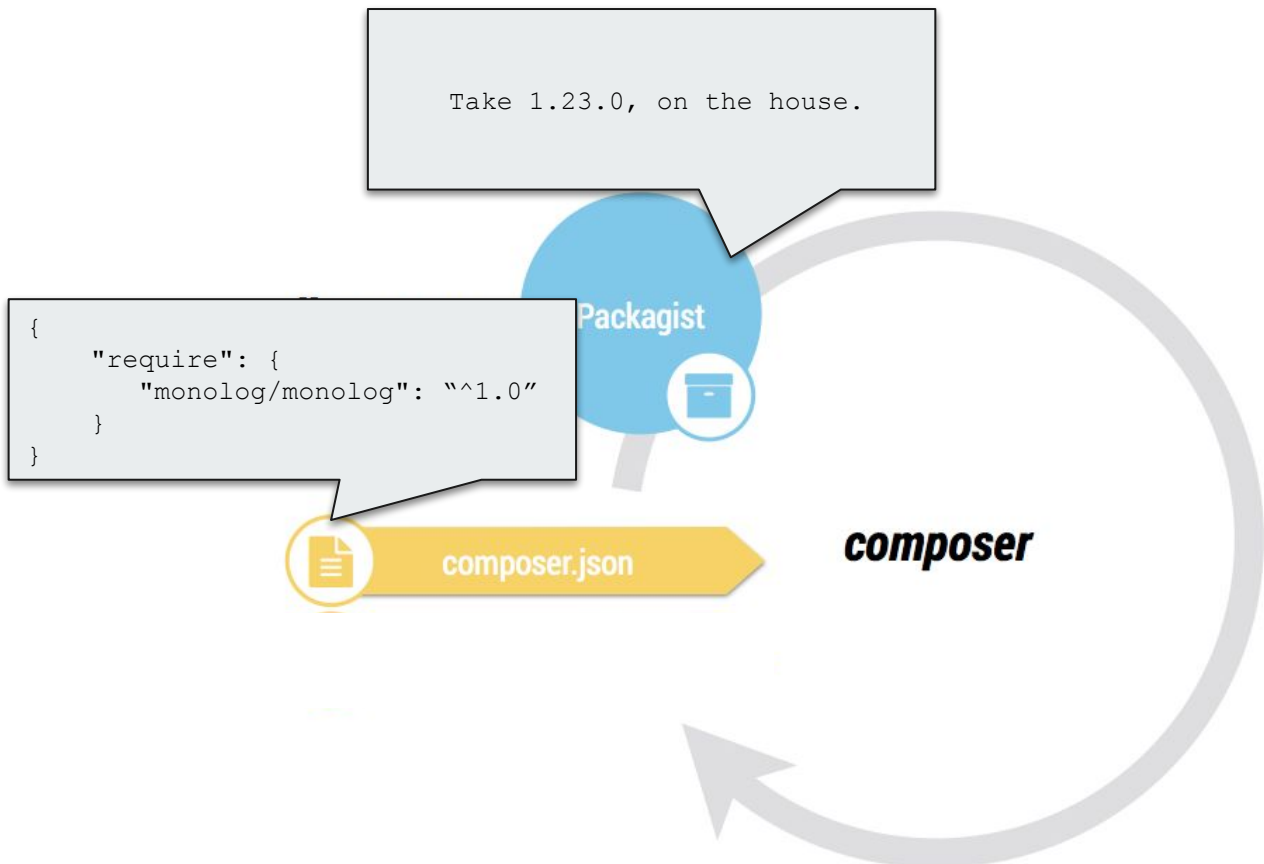 Take 1.23.0, on the house.
Packagist
{
"require": {
"monolog/monolog": “^1.0”
}
}
composer.json
composer